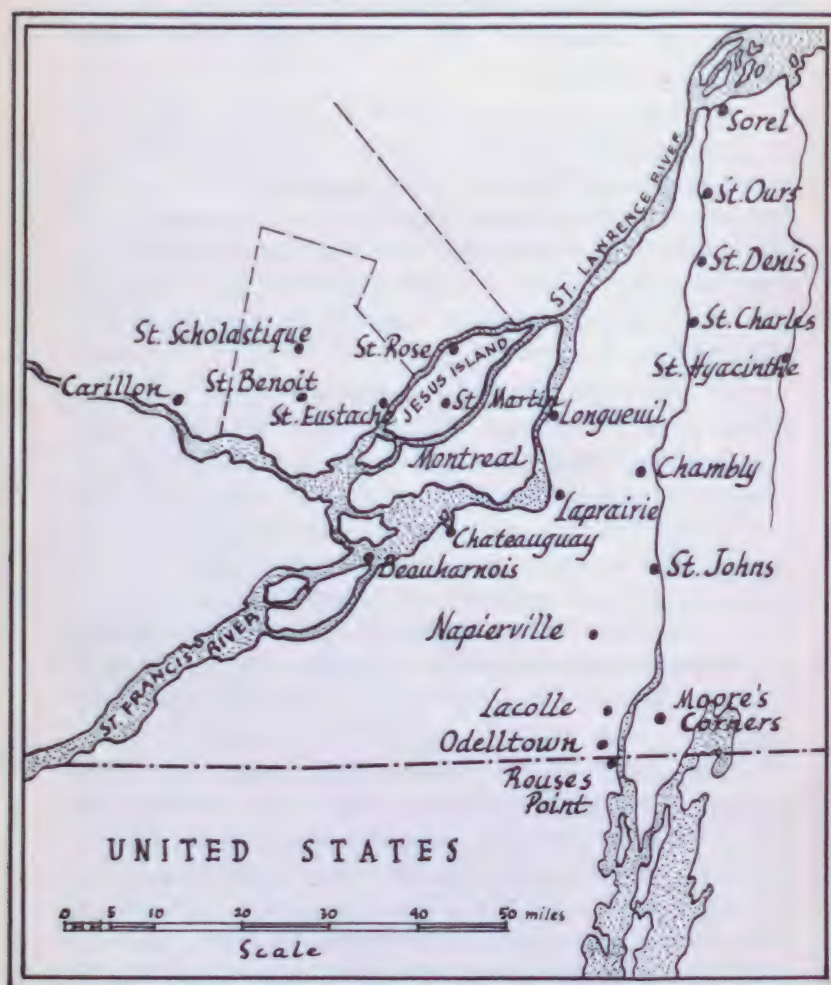 Sorel
ST. LAWRENCE RIVER
St. Ours
St. Denis
St. Charles
St. Scholastique
St. Rose
St. Hyacinthe
Carillon
St. Benoit
St. Eustache
JESUS ISLAND
St. Martin
Longueuil
Montreal
Chambly
Laprairie
Chateauguay
Beauharnois
St. Johns
Napierville
ST. FRANCIS RIVER
Lacolle
Moore's
Corners
Odelltown
Rouses
Point
UNITED STATES
0 5 10 20 30 40 50 miles
Scale